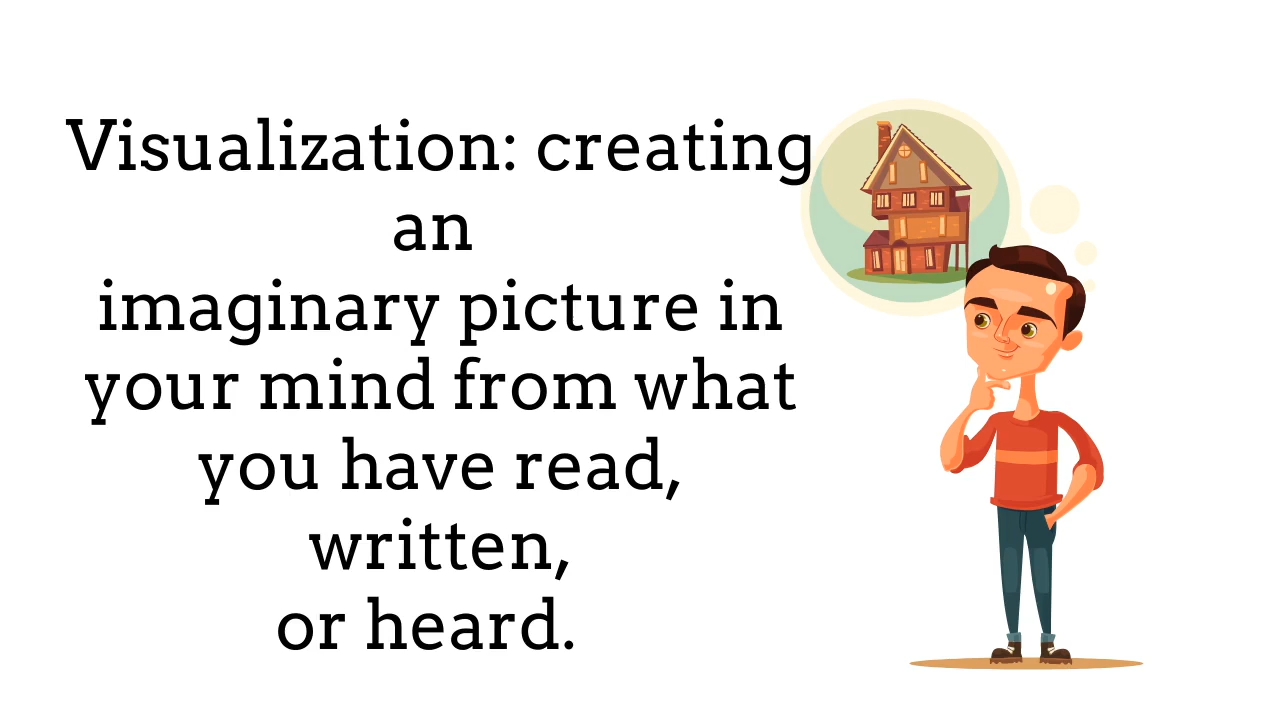 Visualization: creating
an
imaginary picture in
your mind from what
you have read,
written,
or heard.